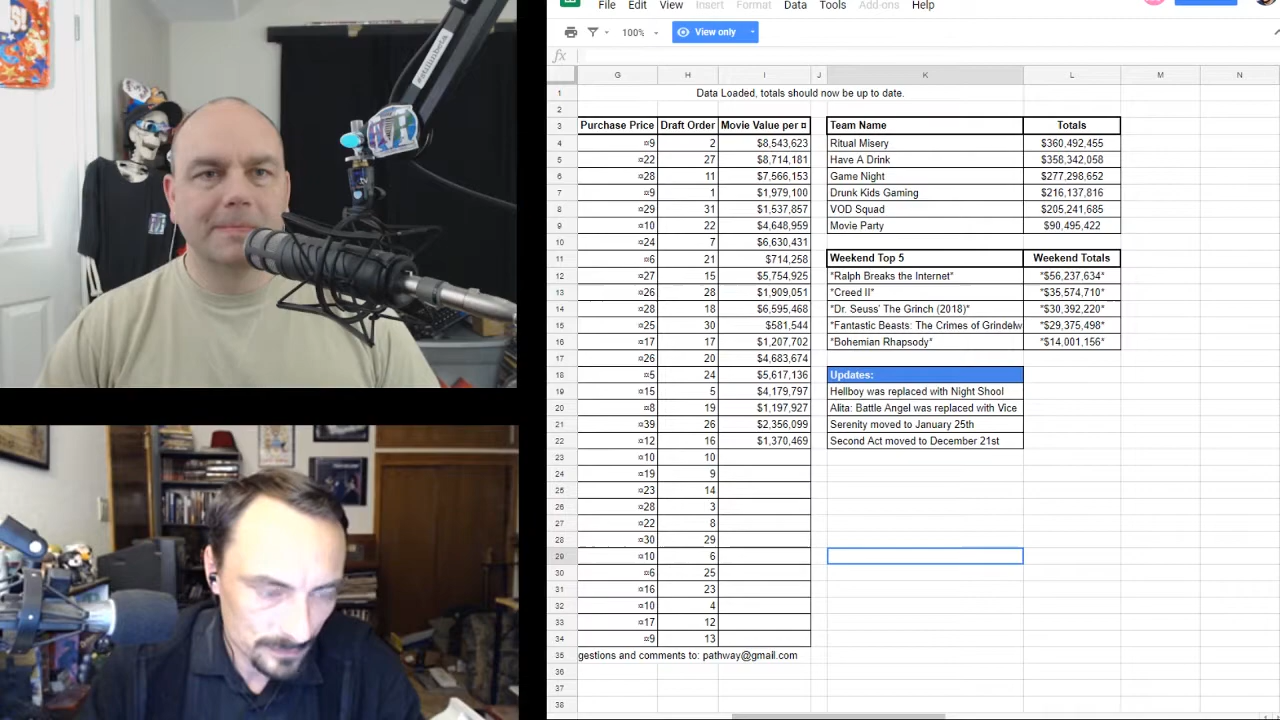 File Edit View Insert Format Data Tools Add-ons Help
100% View only
fx
G H I J K L M N
1 Data Loaded, totals should now be up to date.
2
3 Purchase Price Draft Order Movie Value per ¤ Team Name Totals
4 ¤9 2 $8,543,623 Ritual Misery $360,492,455
5 ¤22 27 $8,714,181 Have A Drink $358,342,058
6 ¤28 11 $7,566,153 Game Night $277,298,652
7 ¤9 1 $1,979,100 Drunk Kids Gaming $216,137,816
8 ¤29 31 $1,537,857 VOD Squad $205,241,685
9 ¤10 22 $4,648,959 Movie Party $90,495,422
10 ¤24 7 $6,630,431
11 ¤6 21 $714,258 Weekend Top 5 Weekend Totals
12 ¤27 15 $5,754,925 "Ralph Breaks the Internet" "$56,237,634"
13 ¤26 28 $1,909,051 "Creed II" "$35,574,710"
14 ¤28 18 $6,595,468 "Dr. Seuss' The Grinch (2018)" "$30,392,220"
15 ¤25 30 $581,544 "Fantastic Beasts: The Crimes of Grindelw "$29,375,498"
16 ¤17 17 $1,207,702 "Bohemian Rhapsody" "$14,001,156"
17 ¤26 20 $4,683,674
18 ¤5 24 $5,617,136 Updates:
19 ¤15 5 $4,179,797 Hellboy was replaced with Night Shool
20 ¤8 19 $1,197,927 Alita: Battle Angel was replaced with Vice
21 ¤39 26 $2,356,099 Serenity moved to January 25th
22 ¤12 16 $1,370,469 Second Act moved to December 21st
23 ¤10 10
24 ¤19 9
25 ¤23 14
26 ¤28 3
27 ¤22 8
28 ¤30 29
29 ¤10 6
30 ¤6 25
31 ¤16 23
32 ¤10 4
33 ¤17 12
34 ¤9 13
35 gestions and comments to: pathway@gmail.com
36
37
38